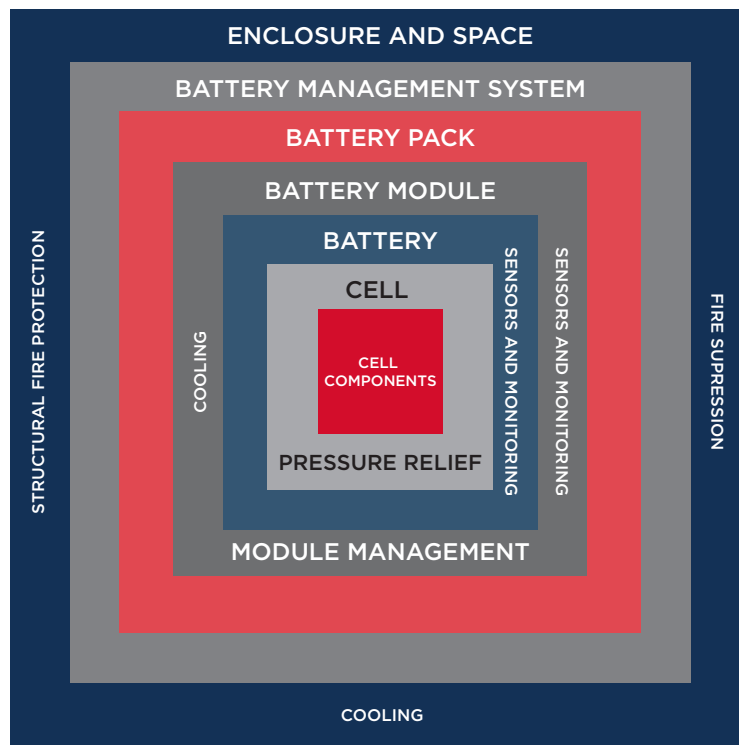 ENCLOSURE AND SPACE
BATTERY MANAGEMENT SYSTEM
BATTERY PACK
BATTERY MODULE
BATTERY
CELL
CELL
COMPONENTS
PRESSURE RELIEF
SENSORS AND MONITORING
SENSORS AND MONITORING
COOLING
STRUCTURAL FIRE PROTECTION
FIRE SUPRESSION
MODULE MANAGEMENT
COOLING